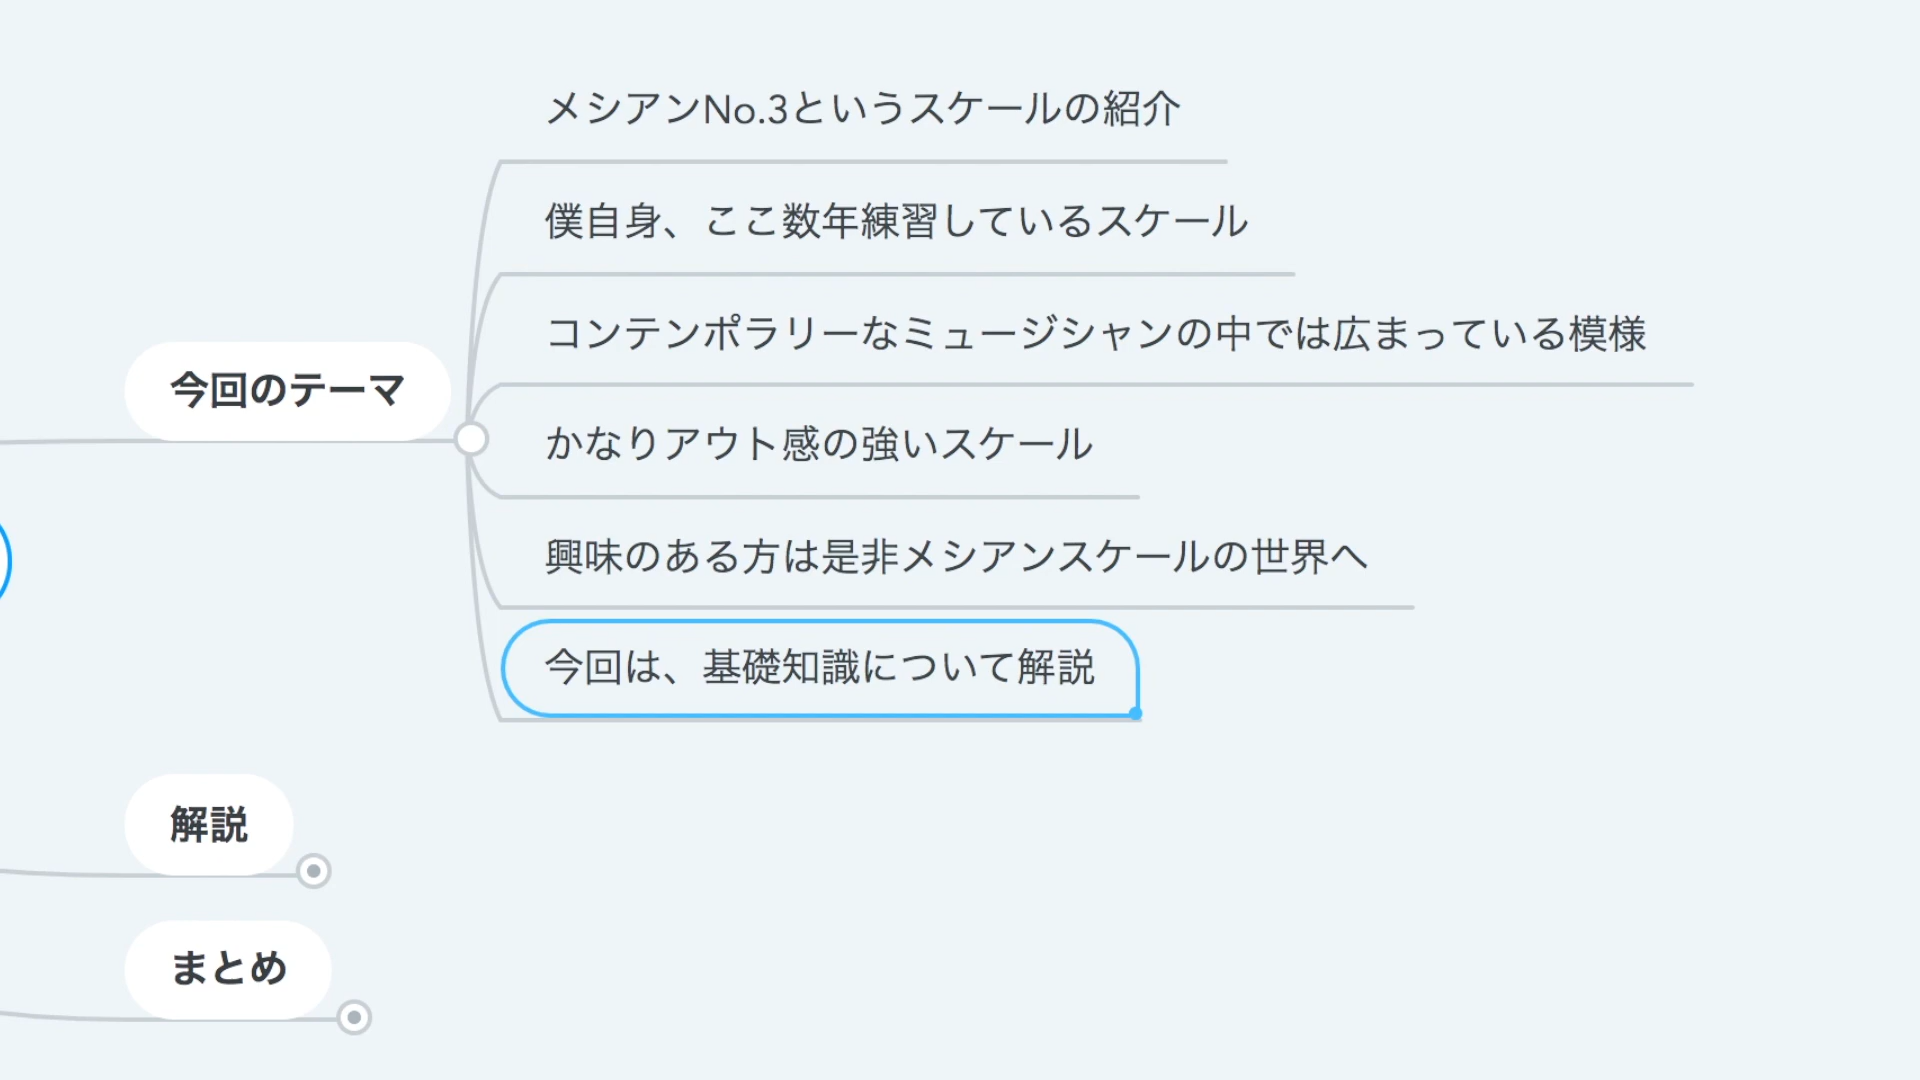 今回のテーマ
メシアンNo.3というスケールの紹介
僕自身、ここ数年練習しているスケール
コンテンポラリーなミュージシャンの中では広まっている模様
かなりアウト感の強いスケール
興味のある方は是非メシアンスケールの世界へ
今回は、基礎知識について解説
解説
まとめ